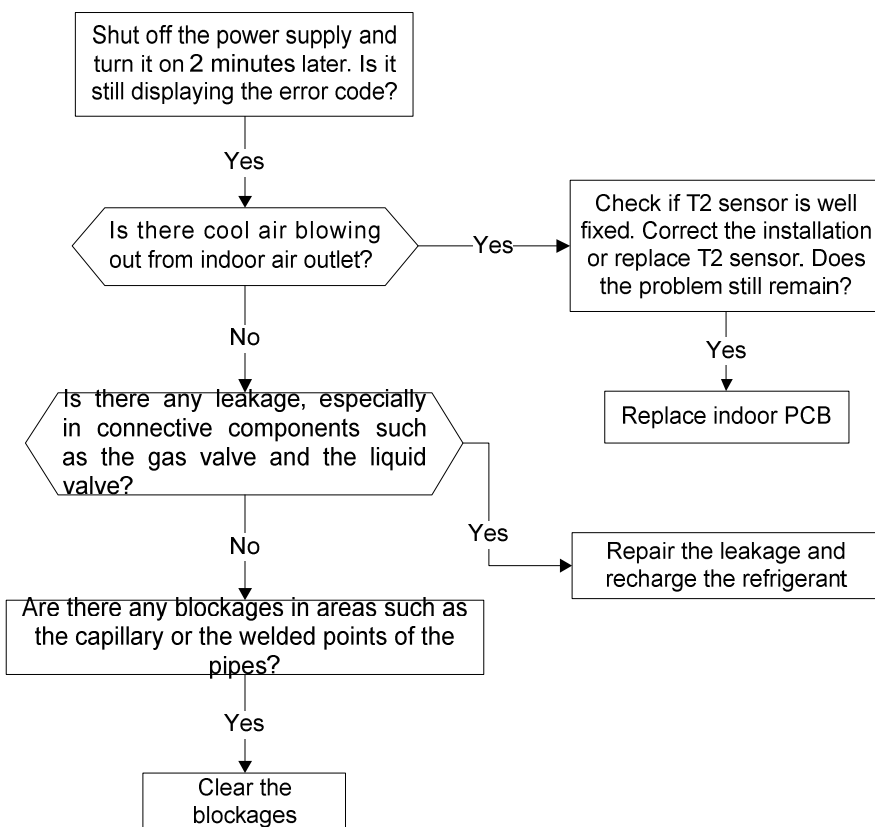 Shut off the power supply and
turn it on 2 minutes later. Is it
still displaying the error code?
Yes
Is there cool air blowing
out from indoor air outlet?
Yes
Check if T2 sensor is well
fixed. Correct the installation
or replace T2 sensor. Does
the problem still remain?
Yes
Replace indoor PCB
No
Is there any leakage, especially
in connective components such
as the gas valve and the liquid
valve?
Yes
Repair the leakage and
recharge the refrigerant
No
Are there any blockages in areas such as
the capillary or the welded points of the
pipes?
Yes
Clear the
blockages